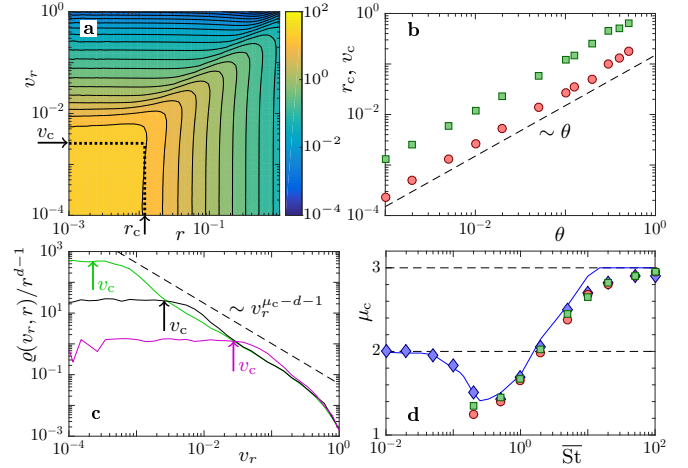 a
v_r
10^0
10^{-2}
10^{-4}
v_c
r_c
r
10^{-3}
10^{-1}
10^2
10^0
10^{-2}
10^{-4}
b
r_c, v_c
10^0
10^{-2}
10^{-4}
~ θ
10^{-4}
10^{-2}
10^0
θ
c
ϱ(v_r, r)/r^{d-1}
10^3
10^1
10^{-1}
10^{-3}
v_c
v_c
v_c
~ v_r^{μ_c-d-1}
10^{-4}
10^{-2}
10^0
v_r
d
μ_c
3
2
1
10^{-2}
10^0
10^2
S̅t̅